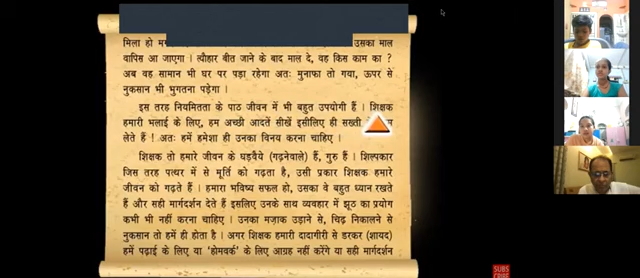 मिला हो उसका माल
वापिस आ जाएगा । त्यौहार बीत जाने के बाद माल दे, वह किस काम का ?
अब वह सामान भी घर पर पड़ा रहेगा अतः मुनाफा तो गया, ऊपर से
नुकसान भी भुगतना पड़ेगा ।
इस तरह नियमितता के पाठ जीवन में भी बहुत उपयोगी हैं । शिक्षक
हमारी भलाई के लिए, हम अच्छी आदतें सीखें इसीलिए ही सख्ती
लेते हैं ! अतः हमें हमेशा ही उनका विनय करना चाहिए ।
शिक्षक तो हमारे जीवन के घड़वैये (गढ़नेवाले) हैं, गुरु हैं । शिल्पकार
जिस तरह पत्थर में से मूर्ति को गढ़ता है, उसी प्रकार शिक्षक हमारे
जीवन को गढ़ते हैं । हमारा भविष्य सफल हो, उसका वे बहुत ध्यान रखते
हैं और सही मार्गदर्शन देते हैं इसलिए उनके साथ व्यवहार में झूठ का प्रयोग
कभी भी नहीं करना चाहिए । उनका मज़ाक उड़ाने से, चिढ़ निकालने से
नुकसान तो हमें ही होता है । अगर शिक्षक हमारी दादागीरी से डरकर (शायद)
हमें पढ़ाई के लिए या 'होमवर्क' के लिए आग्रह नहीं करेंगे या सही मार्गदर्शन
SUBS
CRIBE